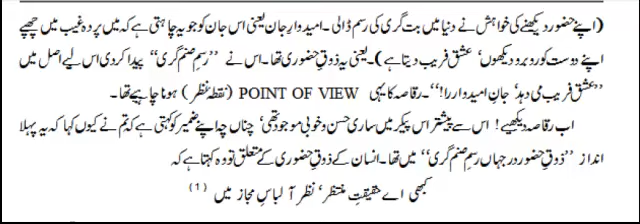 (اپنے حضور دیکھنے کی خواہش نے دنیا میں بت گری کی رسم ڈالی۔ امیدوارِ جان یعنی اس جان کو جو یہ چاہتی ہے کہ میں پردہ غیب میں چھپے
اپنے دوست کو روبرو دیکھوں، عشق فریب دیتا ہے)۔ یعنی یہ ذوقِ حضوری تھا۔ اس نے ”رسمِ صنم گری“ پیدا کر دی اس لیے اصل میں
”عشق فریب می دہد، جانِ امیدوار را!“۔ رقاصہ کا یہی POINT OF VIEW (نقطۂ نظر) ہونا چاہیے تھا۔
اب رقاصہ دیکھیے! اس سے پیشتر اس پیکر میں ساری حسن و خوبی موجود تھی، چناں چہ اپنے ضمیر کو کہتی ہے کہ تم نے کیوں کہا کہ یہ پہلا
انداز ”ذوقِ حضور در جہاں رسمِ صنم گری“ میں تھا۔ انسان کے ذوقِ حضوری کے متعلق تو وہ کہتا ہے کہ
کبھی اے حقیقتِ منتظر، نظر آ لباسِ مجاز میں (1)